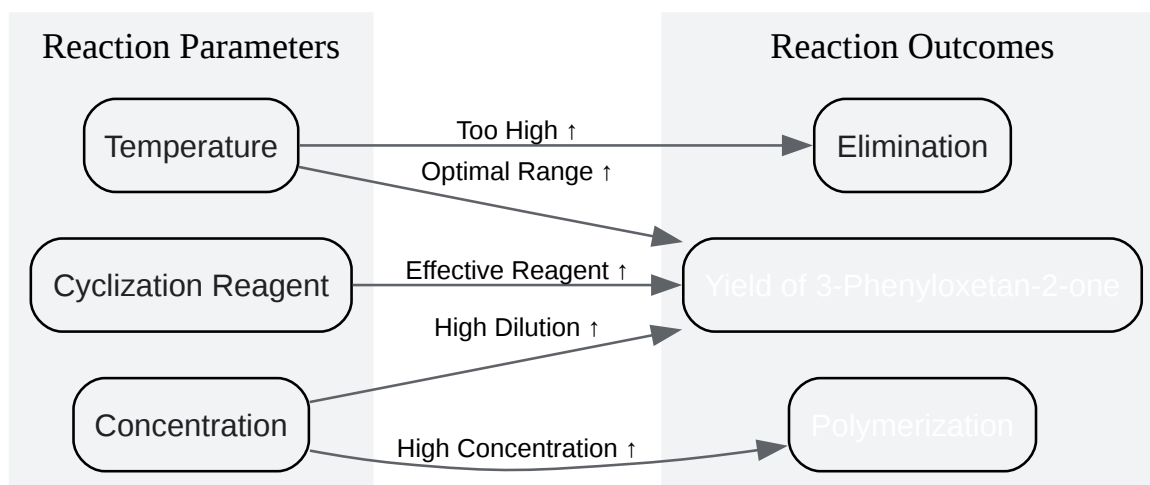 Reaction Parameters
Reaction Outcomes
Temperature
Too High ↑
Elimination
Optimal Range ↑
Cyclization Reagent
Effective Reagent ↑
Yield of 3-Phenyloxetan-2-one
High Dilution ↑
Concentration
High Concentration ↑
Polymerization